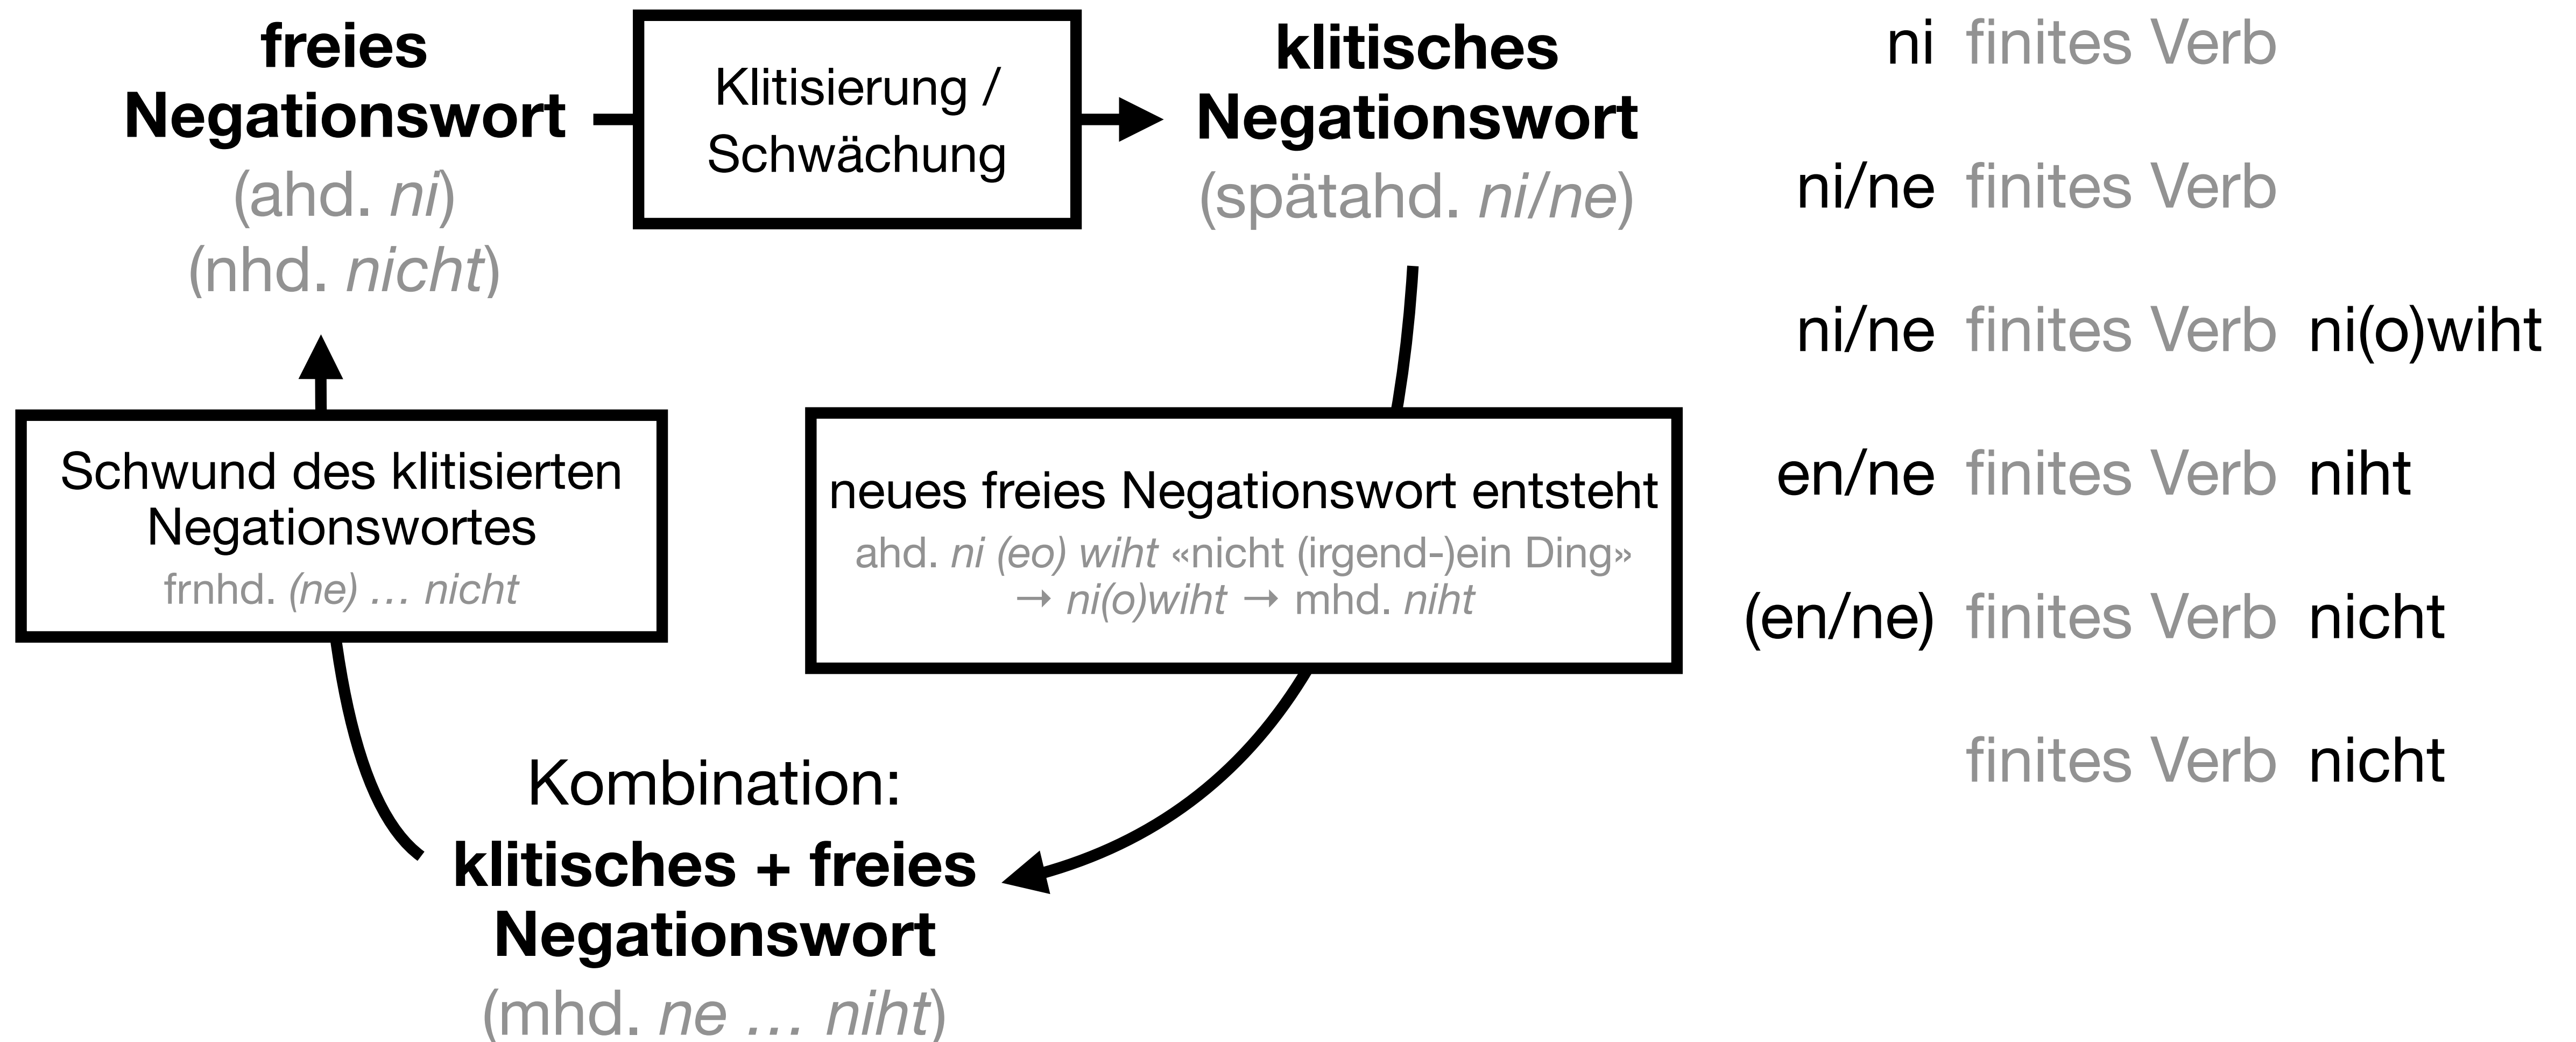 freies
Negationswort
(ahd. ni)
(nhd. nicht)
Klitisierung /
Schwächung
klitisches
Negationswort
(spätahd. ni/ne)
neues freies Negationswort entsteht
ahd. ni (eo) wiht «nicht (irgend-)ein Ding»
→ ni(o)wiht → mhd. niht
Kombination:
klitisches + freies
Negationswort
(mhd. ne … niht)
Schwund des klitisierten
Negationswortes
frnhd. (ne) … nicht
ni finites Verb
ni/ne finites Verb
ni/ne finites Verb ni(o)wiht
en/ne finites Verb niht
(en/ne) finites Verb nicht
finites Verb nicht